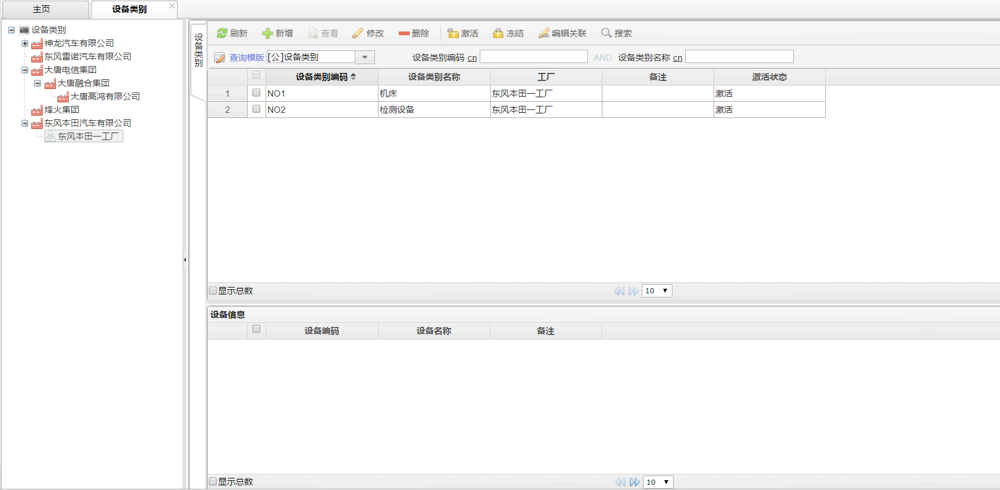 主页
设备类别
设备类别
神龙汽车有限公司
东风雷诺汽车有限公司
大唐电信集团
大唐融合集团
大唐高鸿有限公司
烽火集团
东风本田汽车有限公司
东风本田一工厂
设备类别
刷新 新增 查看 修改 删除 激活 冻结 编辑关联 搜索
查询模版: [公]设备类别 设备类别编码 cn AND 设备类别名称 cn
设备类别编码 设备类别名称 工厂 备注 激活状态
1 NO1 机床 东风本田一工厂 激活
2 NO2 检测设备 东风本田一工厂 激活
显示总数 10
设备信息
设备编码 设备名称 备注
显示总数 10